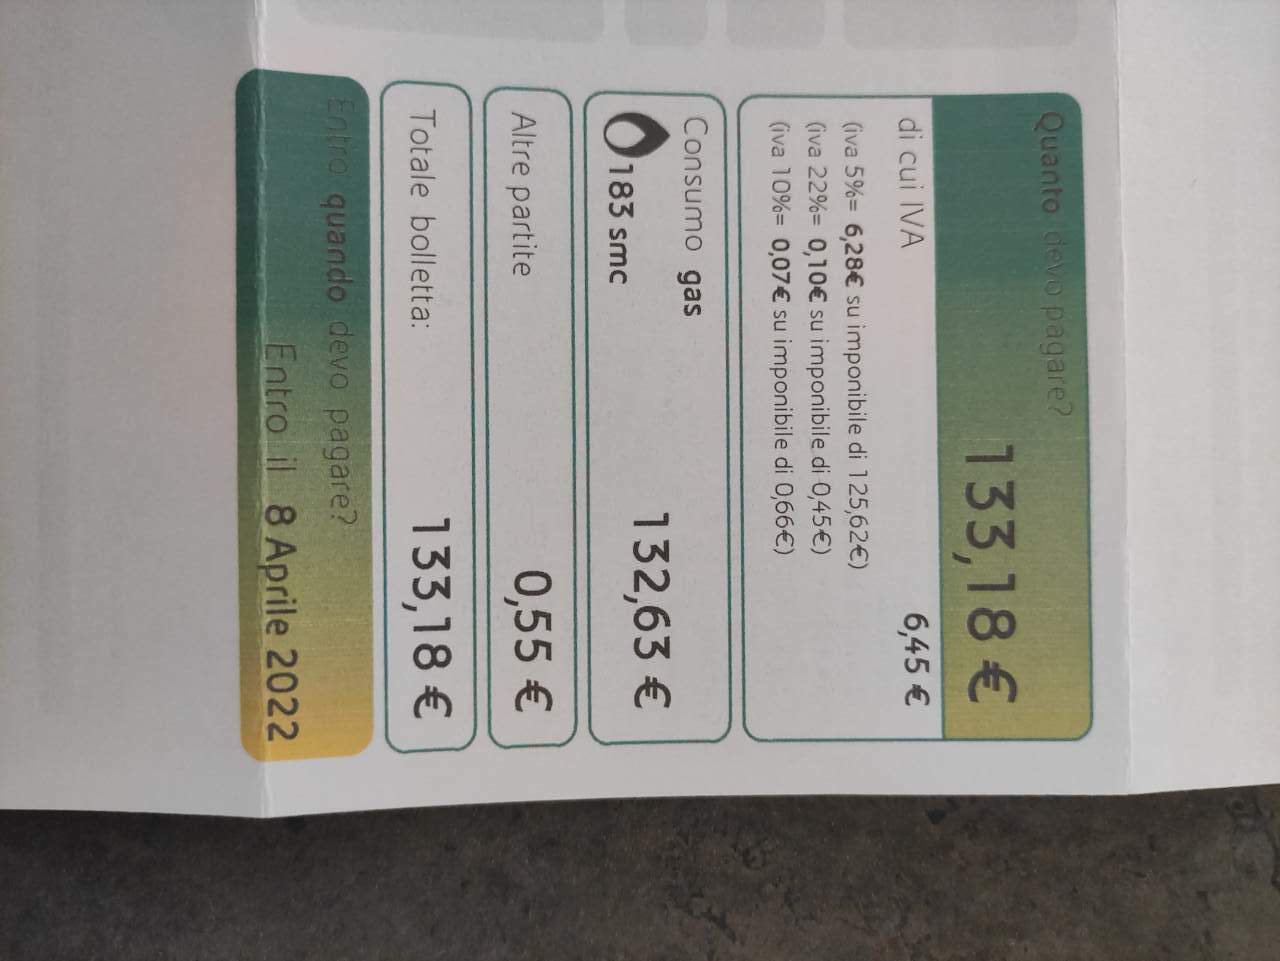 Quanto devo pagare?
133,18 €
di cui IVA 6,45 €
(iva 5%= 6,28€ su imponibile di 125,62€)
(iva 22%= 0,10€ su imponibile di 0,45€)
(iva 10%= 0,07€ su imponibile di 0,66€)
Consumo gas
183 smc 132,63 €
Altre partite 0,55 €
Totale bolletta: 133,18 €
Entro quando devo pagare?
Entro il 8 Aprile 2022